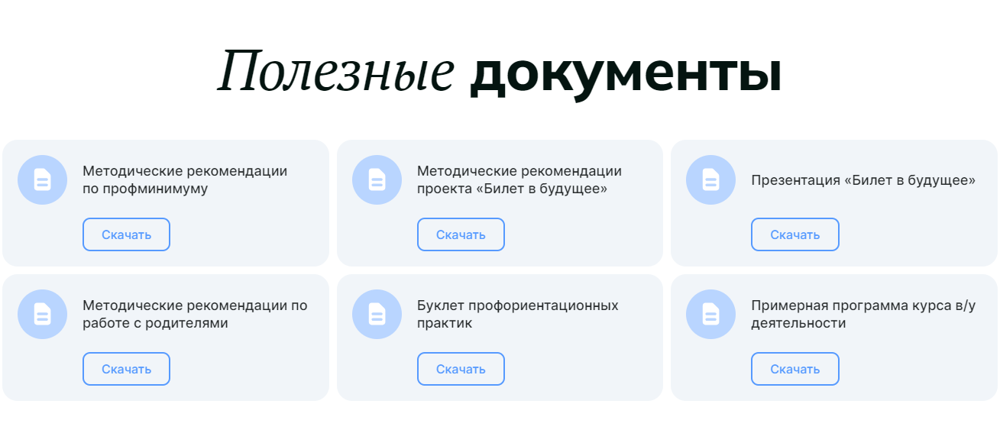 Полезные документы
Методические рекомендации
по профминимуму
Скачать
Методические рекомендации
проекта «Билет в будущее»
Скачать
Презентация «Билет в будущее»
Скачать
Методические рекомендации по
работе с родителями
Скачать
Буклет профориентационных
практик
Скачать
Примерная программа курса в/у
деятельности
Скачать